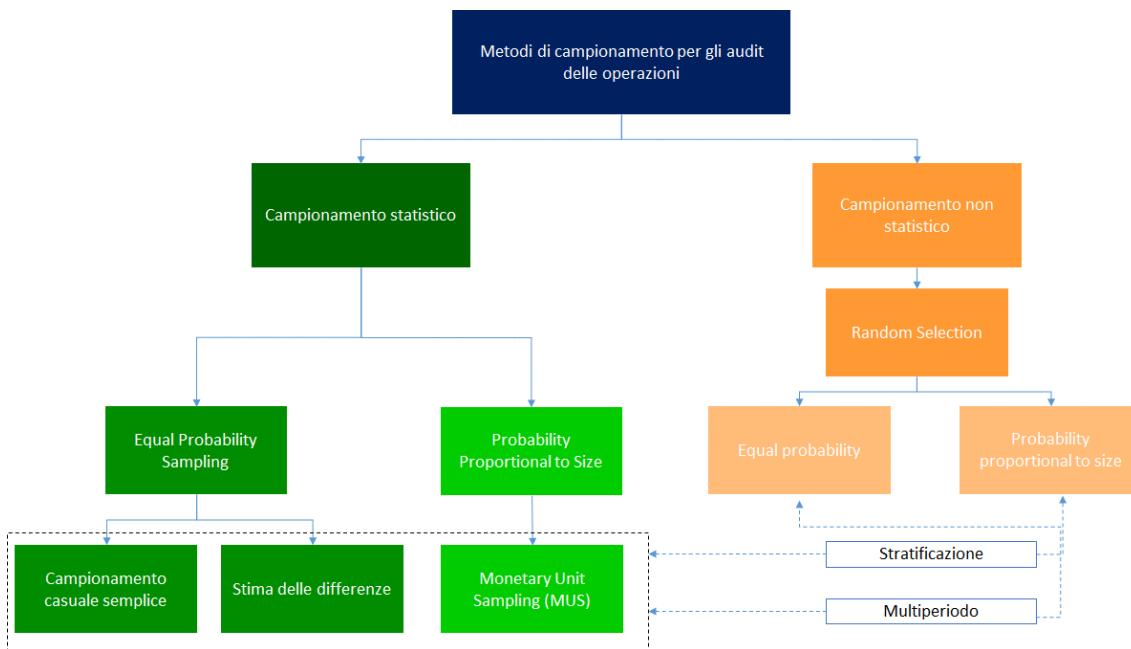 Metodi di campionamento per gli audit
delle operazioni
Campionamento statistico
Campionamento non
statistico
Random Selection
Equal Probability
Sampling
Probability
Proportional to Size
Equal probability
Probability
proportional to size
Campionamento
casuale semplice
Stima delle differenze
Monetary Unit
Sampling (MUS)
Stratificazione
Multiperiodo